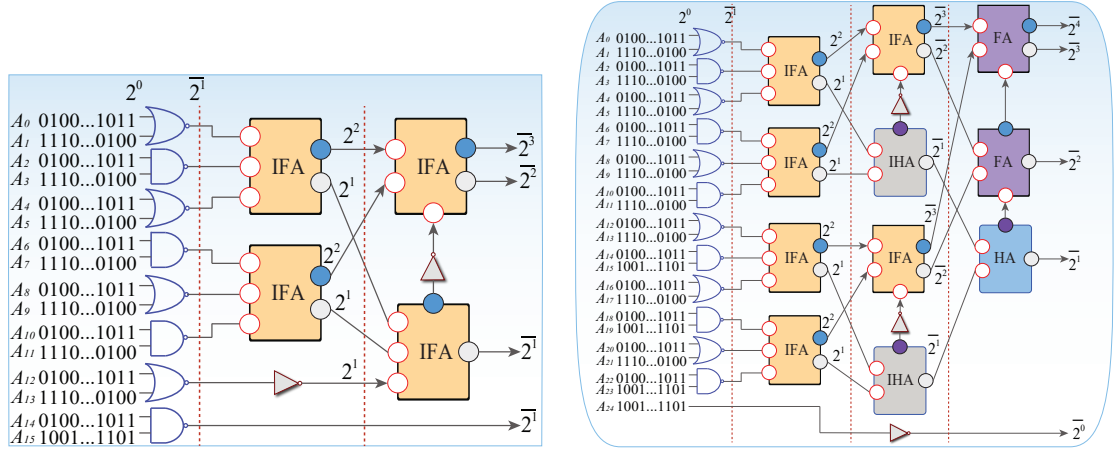 2⁰ 2̅¹
A₀ 0100...1011
A₁ 1110...0100
A₂ 0100...1011
A₃ 1110...0100
A₄ 0100...1011
A₅ 1110...0100
A₆ 0100...1011
A₇ 1110...0100
A₈ 0100...1011
A₉ 1110...0100
A₁₀ 0100...1011
A₁₁ 1110...0100
A₁₂ 0100...1011
A₁₃ 1110...0100
A₁₄ 0100...1011
A₁₅ 1001...1101
IFA
2²
2¹
IFA
2²
2¹
2¹
IFA
IFA
2̅³
2̅²
2̅¹
2̅¹
2⁰ 2̅¹
A₀ 0100...1011
A₁ 1110...0100
A₂ 0100...1011
A₃ 1110...0100
A₄ 0100...1011
A₅ 1110...0100
A₆ 0100...1011
A₇ 1110...0100
A₈ 0100...1011
A₉ 1110...0100
A₁₀ 0100...1011
A₁₁ 1110...0100
A₁₂ 0100...1011
A₁₃ 1110...0100
A₁₄ 0100...1011
A₁₅ 1001...1101
A₁₆ 0100...1011
A₁₇ 1110...0100
A₁₈ 0100...1011
A₁₉ 1001...1101
A₂₀ 0100...1011
A₂₁ 1110...0100
A₂₂ 0100...1011
A₂₃ 1001...1101
A₂₄ 1001...1101
IFA
2²
2¹
IFA
2²
2¹
IFA
2²
2¹
IFA
2²
2¹
IFA
2̅³
2̅²
IHA
2̅¹
IFA
2̅³
2̅²
IHA
2̅¹
FA
2̅⁴
2̅³
FA
2̅²
HA
2̅¹
2̅⁰